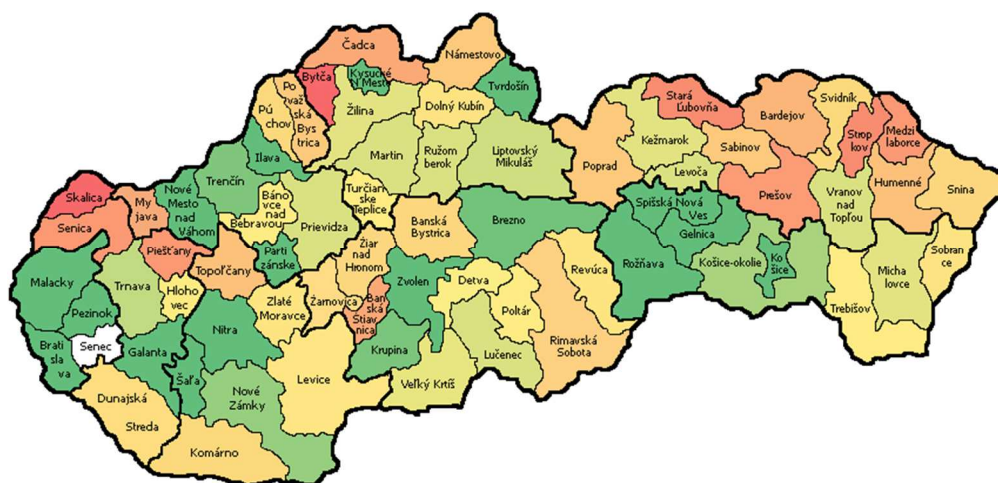 Čadca
Námestovo
Bytča
Kysucké
N Mesto
Tvrdošín
Po
važ
ská
Bys
trica
Pú
chov
Žilina
Dolný Kubín
Stará
Ľubovňa
Bardejov
Svidník
Strop
kov
Medzi
laborce
Ilava
Martin
Ružom
berok
Liptovský
Mikuláš
Poprad
Kežmarok
Sabinov
Levoča
Prešov
Humenné
Snina
Vranov
nad
Topľou
Skalica
Senica
My
java
Nové
Mesto
nad
Váhom
Trenčín
Báno
vce nad
Bebravou
Prievidza
Turčian
ske
Teplice
Banská
Bystrica
Brezno
Spišská Nová
Ves
Gelnica
Rožňava
Košice-okolie
Ko
šice
Micha
lovce
Sobran
ce
Trebišov
Piešťany
Topoľčany
Parti
zánske
Žiar
nad
Hronom
Malacky
Trnava
Hloho
vec
Zlaté
Moravce
Žarnovica
Ban
ská
Štiav
nica
Zvolen
Detva
Poltár
Revúca
Rimavská
Sobota
Pezinok
Brati
sla
va
Senec
Galanta
Nitra
Šaľa
Levice
Krupina
Veľký Krtíš
Lučenec
Dunajská
Streda
Nové
Zámky
Komárno